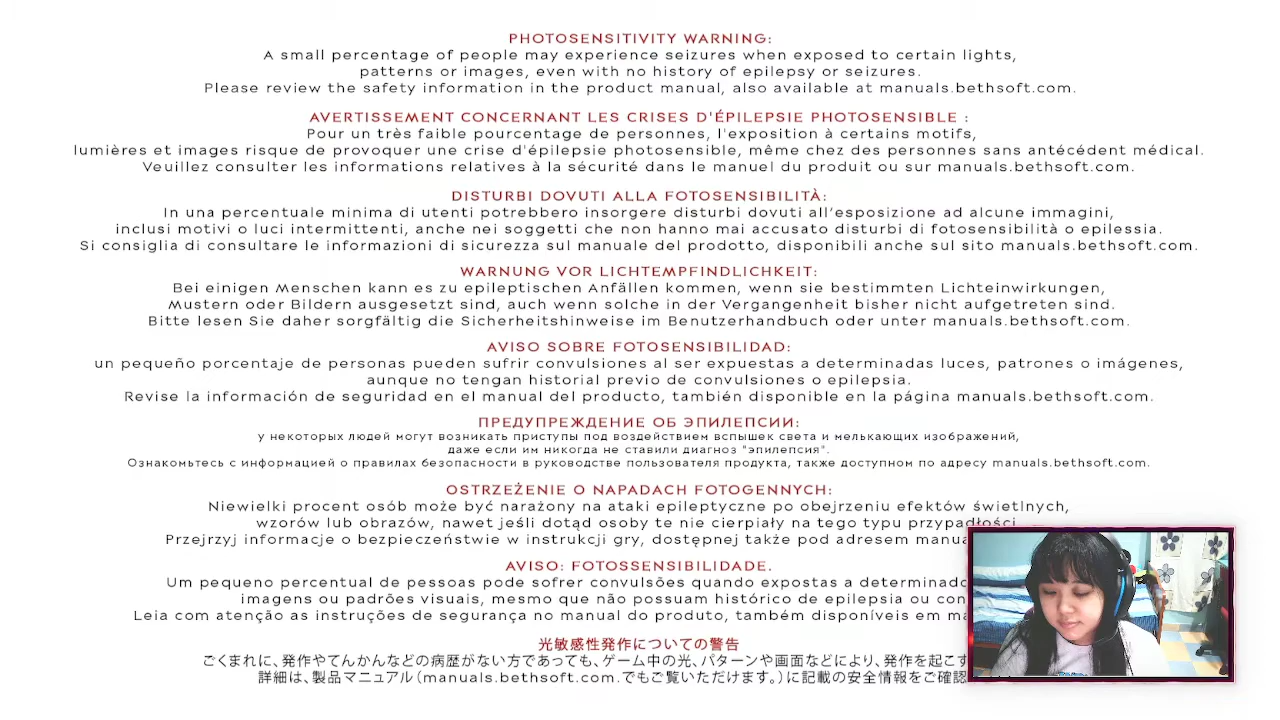 PHOTOSENSITIVITY WARNING:
A small percentage of people may experience seizures when exposed to certain lights,
patterns or images, even with no history of epilepsy or seizures.
Please review the safety information in the product manual, also available at manuals.bethsoft.com.
AVERTISSEMENT CONCERNANT LES CRISES D'ÉPILEPSIE PHOTOSENSIBLE :
Pour un très faible pourcentage de personnes, l'exposition à certains motifs,
lumières et images risque de provoquer une crise d'épilepsie photosensible, même chez des personnes sans antécédent médical.
Veuillez consulter les informations relatives à la sécurité dans le manuel du produit ou sur manuals.bethsoft.com.
DISTURBI DOVUTI ALLA FOTOSENSIBILITÀ:
In una percentuale minima di utenti potrebbero insorgere disturbi dovuti all'esposizione ad alcune immagini,
inclusi motivi o luci intermittenti, anche nei soggetti che non hanno mai accusato disturbi di fotosensibilità o epilessia.
Si consiglia di consultare le informazioni di sicurezza sul manuale del prodotto, disponibili anche sul sito manuals.bethsoft.com.
WARNUNG VOR LICHTEMPFINDLICHKEIT:
Bei einigen Menschen kann es zu epileptischen Anfällen kommen, wenn sie bestimmten Lichteinwirkungen,
Mustern oder Bildern ausgesetzt sind, auch wenn solche in der Vergangenheit bisher nicht aufgetreten sind.
Bitte lesen Sie daher sorgfältig die Sicherheitshinweise im Benutzerhandbuch oder unter manuals.bethsoft.com.
AVISO SOBRE FOTOSENSIBILIDAD:
un pequeño porcentaje de personas pueden sufrir convulsiones al ser expuestas a determinadas luces, patrones o imágenes,
aunque no tengan historial previo de convulsiones o epilepsia.
Revise la información de seguridad en el manual del producto, también disponible en la página manuals.bethsoft.com.
ПРЕДУПРЕЖДЕНИЕ ОБ ЭПИЛЕПСИИ:
у некоторых людей могут возникать приступы под воздействием вспышек света и мелькающих изображений,
даже если им никогда не ставили диагноз "эпилепсия".
Ознакомьтесь с информацией о правилах безопасности в руководстве пользователя продукта, также доступном по адресу manuals.bethsoft.com.
OSTRZEŻENIE O NAPADACH FOTOGENNYCH:
Niewielki procent osób może być narażony na ataki epileptyczne po obejrzeniu efektów świetlnych,
wzorów lub obrazów, nawet jeśli dotąd osoby te nie cierpiały na tego typu przypadłości.
Przejrzyj informacje o bezpieczeństwie w instrukcji gry, dostępnej także pod adresem manua
AVISO: FOTOSSENSIBILIDADE.
Um pequeno percentual de pessoas pode sofrer convulsões quando expostas a determinado
imagens ou padrões visuais, mesmo que não possuam histórico de epilepsia ou con
Leia com atenção as instruções de segurança no manual do produto, também disponíveis em ma
光敏感性発作についての警告
ごくまれに、発作やてんかんなどの病歴がない方であっても、ゲーム中の光、パターンや画面などにより、発作を起こす
詳細は、製品マニュアル(manuals.bethsoft.com.でもご覧いただけます。)に記載の安全情報をご確認